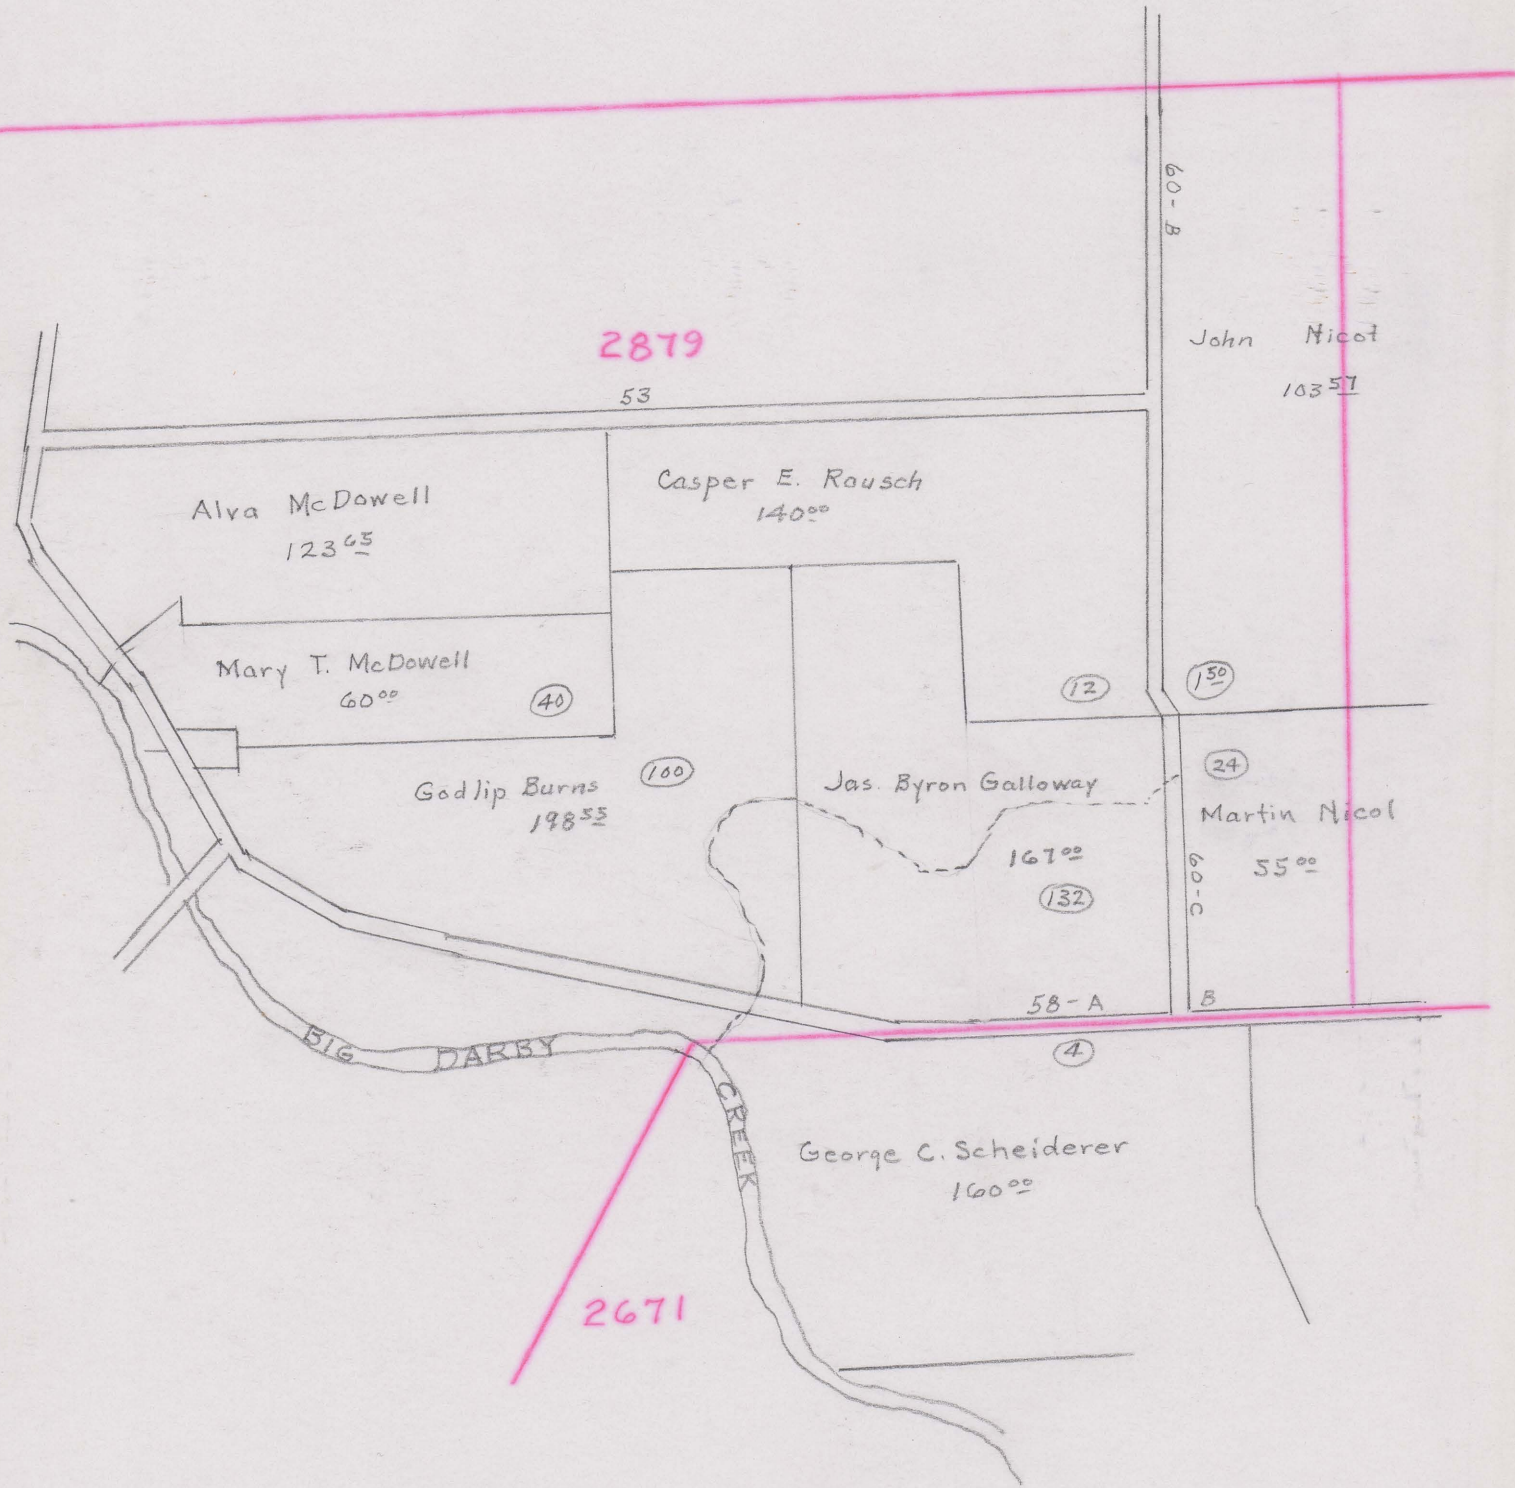 60-B
2879
53
John Nicol
103 57
Alva McDowell
123 65
Casper E. Rausch
140 00
Mary T. McDowell
60 00
40
12
1 50
Godlip Burns
198 55
100
Jas. Byron Galloway
167 00
132
24
Martin Nicol
55 00
60-C
58-A
B
4
BIG DARBY CREEK
George C. Scheiderer
160 00
2671